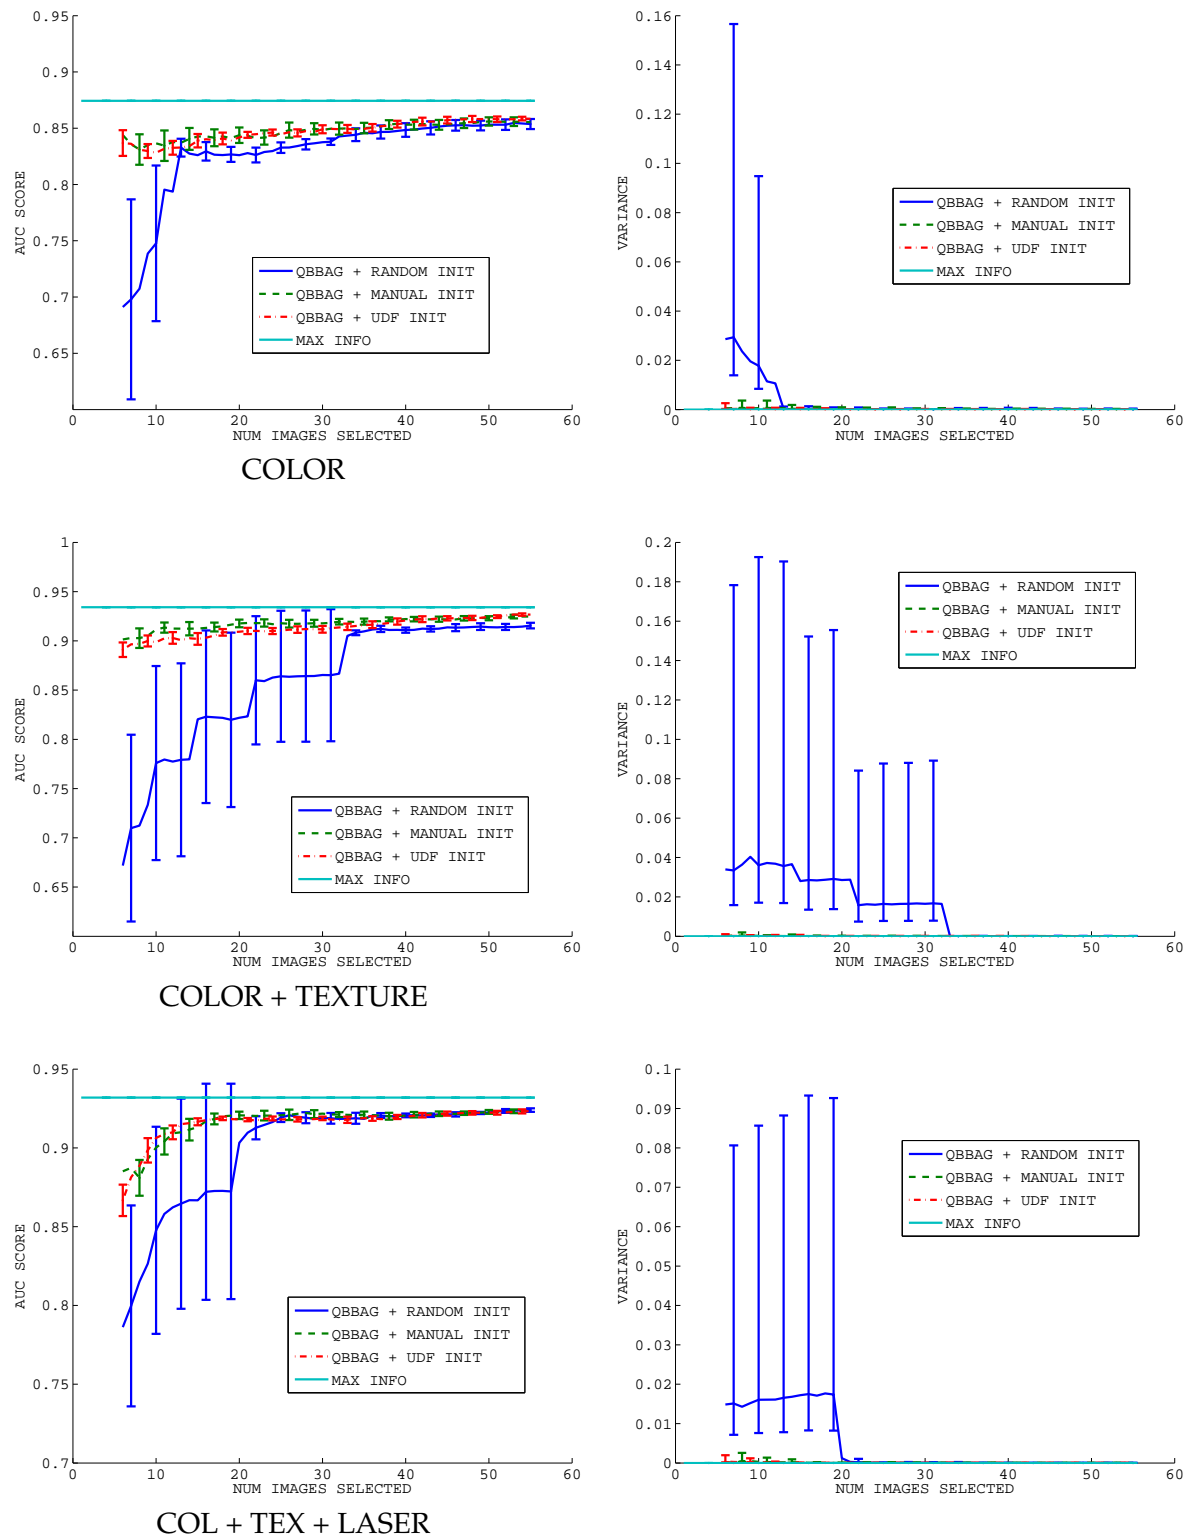 0.95
0.9
0.85
0.8
0.75
0.7
0.65
AUC SCORE
0 10 20 30 40 50 60
NUM IMAGES SELECTED
QBBAG + RANDOM INIT
QBBAG + MANUAL INIT
QBBAG + UDF INIT
MAX INFO
COLOR
0.16
0.14
0.12
0.1
0.08
0.06
0.04
0.02
0
VARIANCE
0 10 20 30 40 50 60
NUM IMAGES SELECTED
QBBAG + RANDOM INIT
QBBAG + MANUAL INIT
QBBAG + UDF INIT
MAX INFO
1
0.95
0.9
0.85
0.8
0.75
0.7
0.65
AUC SCORE
0 10 20 30 40 50 60
NUM IMAGES SELECTED
QBBAG + RANDOM INIT
QBBAG + MANUAL INIT
QBBAG + UDF INIT
MAX INFO
COLOR + TEXTURE
0.2
0.18
0.16
0.14
0.12
0.1
0.08
0.06
0.04
0.02
0
VARIANCE
0 10 20 30 40 50 60
NUM IMAGES SELECTED
QBBAG + RANDOM INIT
QBBAG + MANUAL INIT
QBBAG + UDF INIT
MAX INFO
0.95
0.9
0.85
0.8
0.75
0.7
AUC SCORE
0 10 20 30 40 50 60
NUM IMAGES SELECTED
QBBAG + RANDOM INIT
QBBAG + MANUAL INIT
QBBAG + UDF INIT
MAX INFO
COL + TEX + LASER
0.1
0.09
0.08
0.07
0.06
0.05
0.04
0.03
0.02
0.01
0
VARIANCE
0 10 20 30 40 50 60
NUM IMAGES SELECTED
QBBAG + RANDOM INIT
QBBAG + MANUAL INIT
QBBAG + UDF INIT
MAX INFO